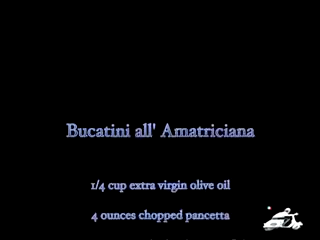 Bucatini all' Amatriciana
1/4 cup extra virgin olive oil
4 ounces chopped pancetta